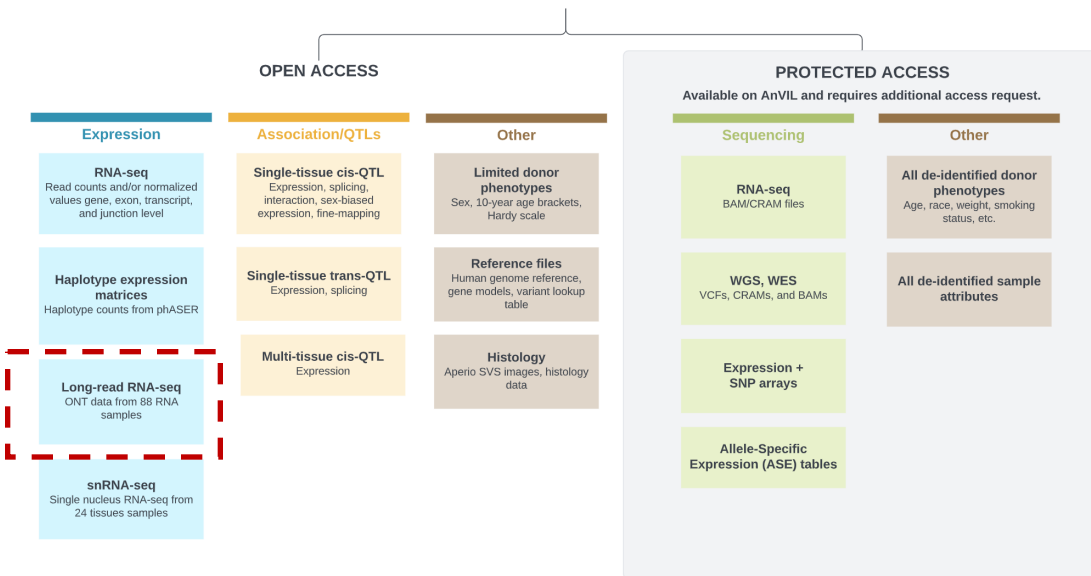 OPEN ACCESS
Expression
RNA-seq
Read counts and/or normalized
values gene, exon, transcript,
and junction level
Haplotype expression
matrices
Haplotype counts from phASER
Long-read RNA-seq
ONT data from 88 RNA
samples
snRNA-seq
Single nucleus RNA-seq from
24 tissues samples
Association/QTLs
Single-tissue cis-QTL
Expression, splicing,
interaction, sex-biased
expression, fine-mapping
Single-tissue trans-QTL
Expression, splicing
Multi-tissue cis-QTL
Expression
Other
Limited donor
phenotypes
Sex, 10-year age brackets,
Hardy scale
Reference files
Human genome reference,
gene models, variant lookup
table
Histology
Aperio SVS images, histology
data
PROTECTED ACCESS
Available on AnVIL and requires additional access request.
Sequencing
RNA-seq
BAM/CRAM files
WGS, WES
VCFs, CRAMs, and BAMs
Expression +
SNP arrays
Allele-Specific
Expression (ASE) tables
Other
All de-identified donor
phenotypes
Age, race, weight, smoking
status, etc.
All de-identified sample
attributes